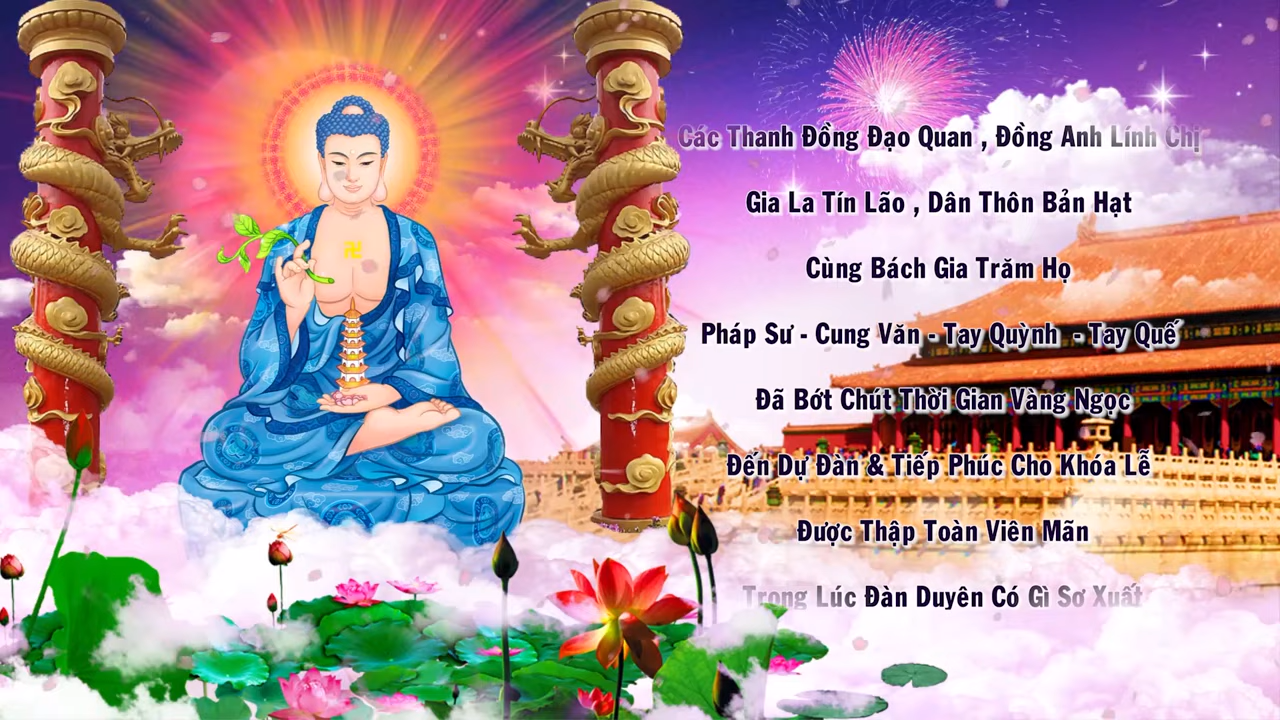 Các Thanh Đồng Đạo Quan , Đồng Anh Lính Chị
Gia La Tín Lão , Dân Thôn Bản Hạt
Cùng Bách Gia Trăm Họ
Pháp Sư - Cung Văn - Tay Quỳnh - Tay Quế
Đã Bớt Chút Thời Gian Vàng Ngọc
Đến Dự Đàn & Tiếp Phúc Cho Khóa Lễ
Được Thập Toàn Viên Mãn
Trong Lúc Đàn Duyên Có Gì Sơ Xuất